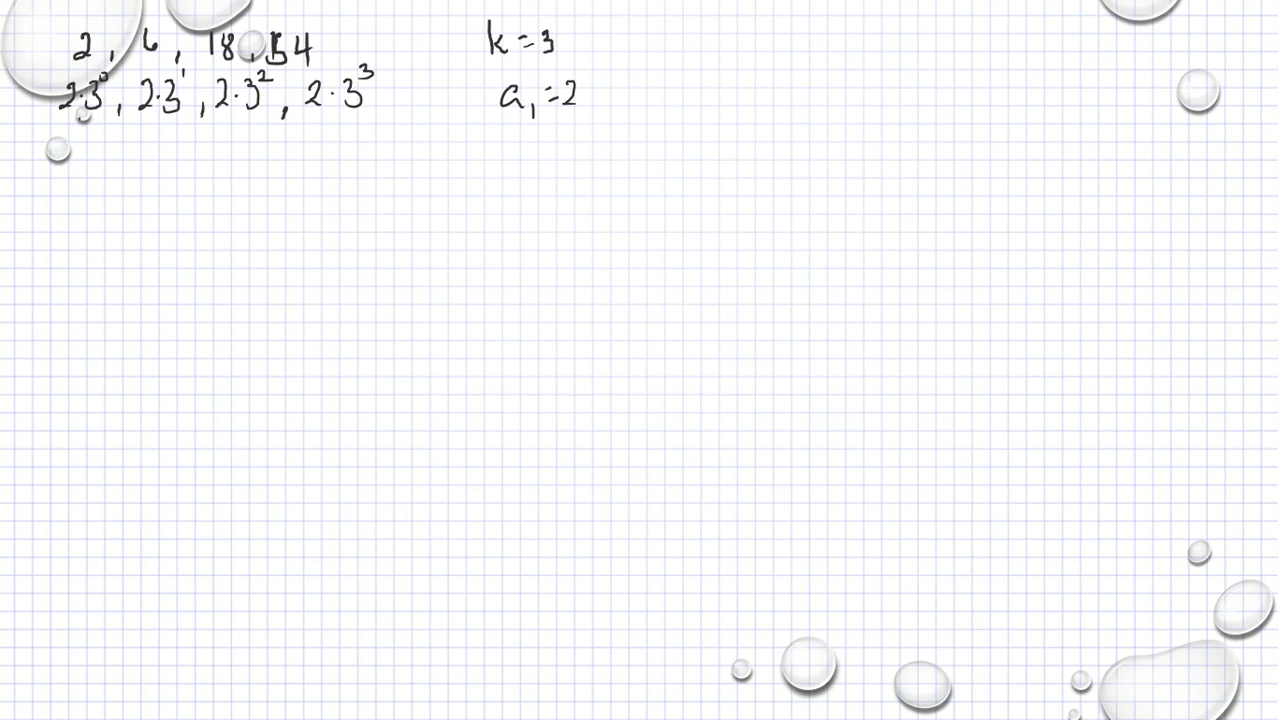 2, 6, 18, 54
2·3⁰, 2·3¹, 2·3², 2·3³
k = 3
a₁ = 2